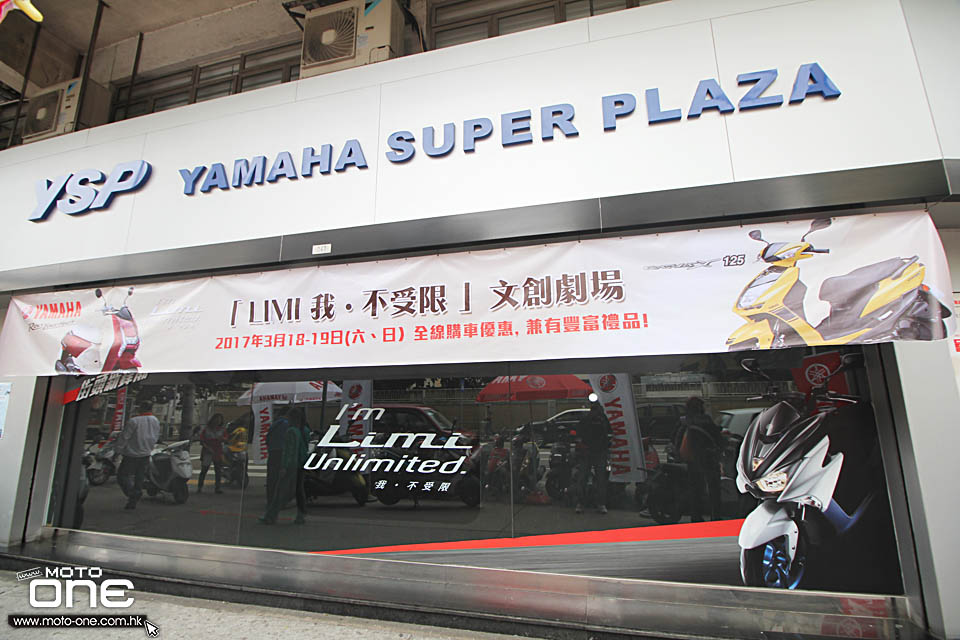 YSP YAMAHA SUPER PLAZA
YAMAHA
125
「LIMI 我・不受限」文創劇場
2017年3月18-19日(六、日) 全線購車優惠, 兼有豐富禮品!
I'm
Limi
Unlimited.
我・不受限
YAMAHA
YAMAHA
www.
MOTO
ONE
www.moto-one.com.hk